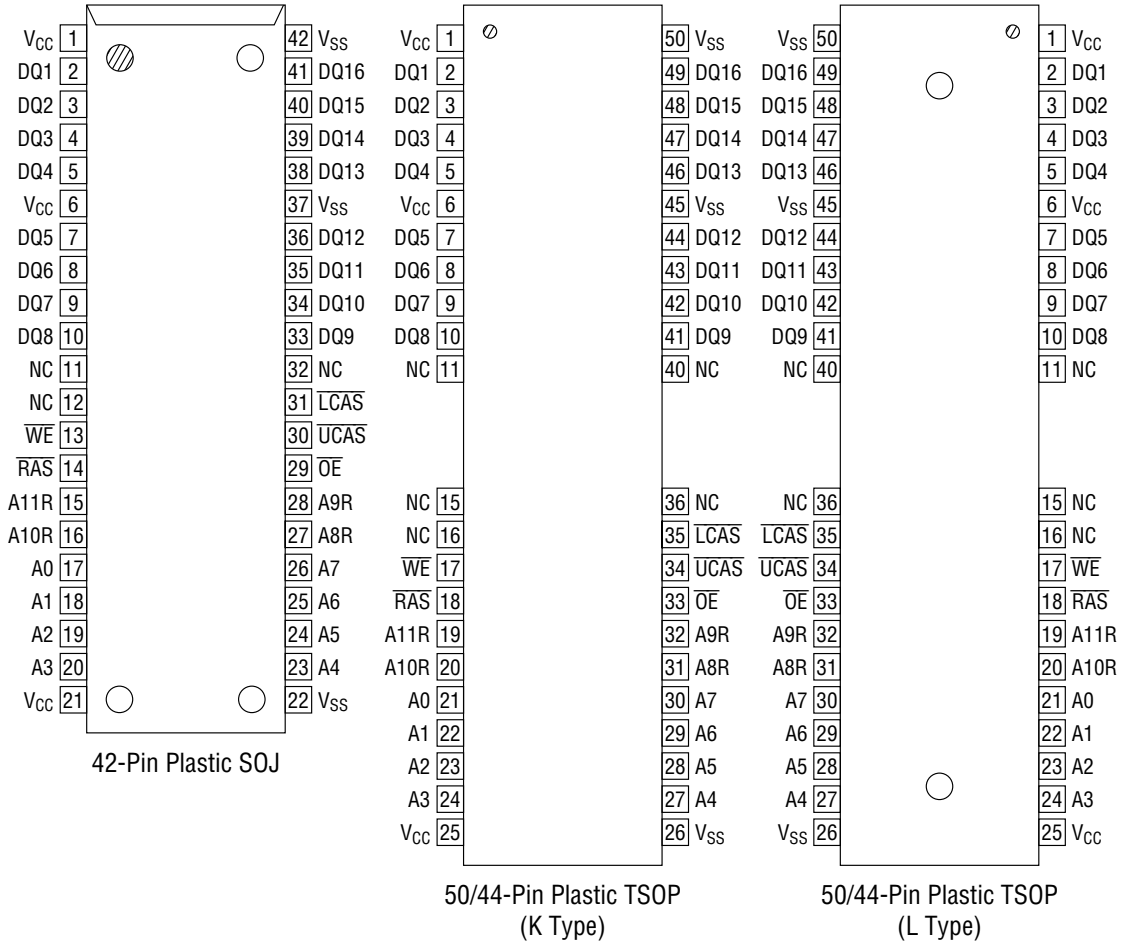 VCC 1 42 VSS VCC 1 50 VSS VSS 50 1 VCC
DQ1 2 41 DQ16 DQ1 2 49 DQ16 DQ16 49 2 DQ1
DQ2 3 40 DQ15 DQ2 3 48 DQ15 DQ15 48 3 DQ2
DQ3 4 39 DQ14 DQ3 4 47 DQ14 DQ14 47 4 DQ3
DQ4 5 38 DQ13 DQ4 5 46 DQ13 DQ13 46 5 DQ4
VCC 6 37 VSS VCC 6 45 VSS VSS 45 6 VCC
DQ5 7 36 DQ12 DQ5 7 44 DQ12 DQ12 44 7 DQ5
DQ6 8 35 DQ11 DQ6 8 43 DQ11 DQ11 43 8 DQ6
DQ7 9 34 DQ10 DQ7 9 42 DQ10 DQ10 42 9 DQ7
DQ8 10 33 DQ9 DQ8 10 41 DQ9 DQ9 41 10 DQ8
NC 11 32 NC NC 11 40 NC NC 40 11 NC
NC 12 31 LCAS
WE 13 30 UCAS
RAS 14 29 OE
A11R 15 28 A9R NC 15 36 NC NC 36 15 NC
A10R 16 27 A8R NC 16 35 LCAS LCAS 35 16 NC
A0 17 26 A7 WE 17 34 UCAS UCAS 34 17 WE
A1 18 25 A6 RAS 18 33 OE OE 33 18 RAS
A2 19 24 A5 A11R 19 32 A9R A9R 32 19 A11R
A3 20 23 A4 A10R 20 31 A8R A8R 31 20 A10R
VCC 21 22 VSS A0 21 30 A7 A7 30 21 A0
A1 22 29 A6 A6 29 22 A1
42-Pin Plastic SOJ
A2 23 28 A5 A5 28 23 A2
A3 24 27 A4 A4 27 24 A3
VCC 25 26 VSS VSS 26 25 VCC
50/44-Pin Plastic TSOP
(K Type)
50/44-Pin Plastic TSOP
(L Type)